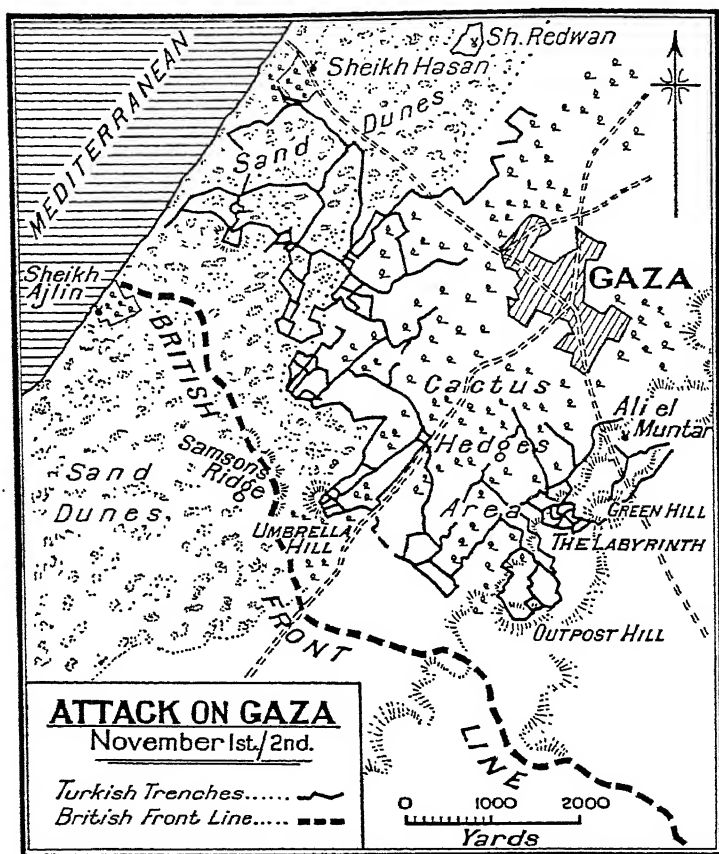 Sh. Redwan
Sheikh Hasan
MEDITERRANEAN
Dunes
Sand
Sheikh
Ajlin
GAZA
BRITISH
Cactus
Ali el
Muntar
Hedges
Samsons
Ridge
Sand
Dunes
Area
GREEN HILL
UMBRELLA
HILL
THE LABYRINTH
FRONT
OUTPOST HILL
LINE
ATTACK ON GAZA
November 1st./2nd.
Turkish Trenches......
British Front Line.....
0 1000 2000
Yards